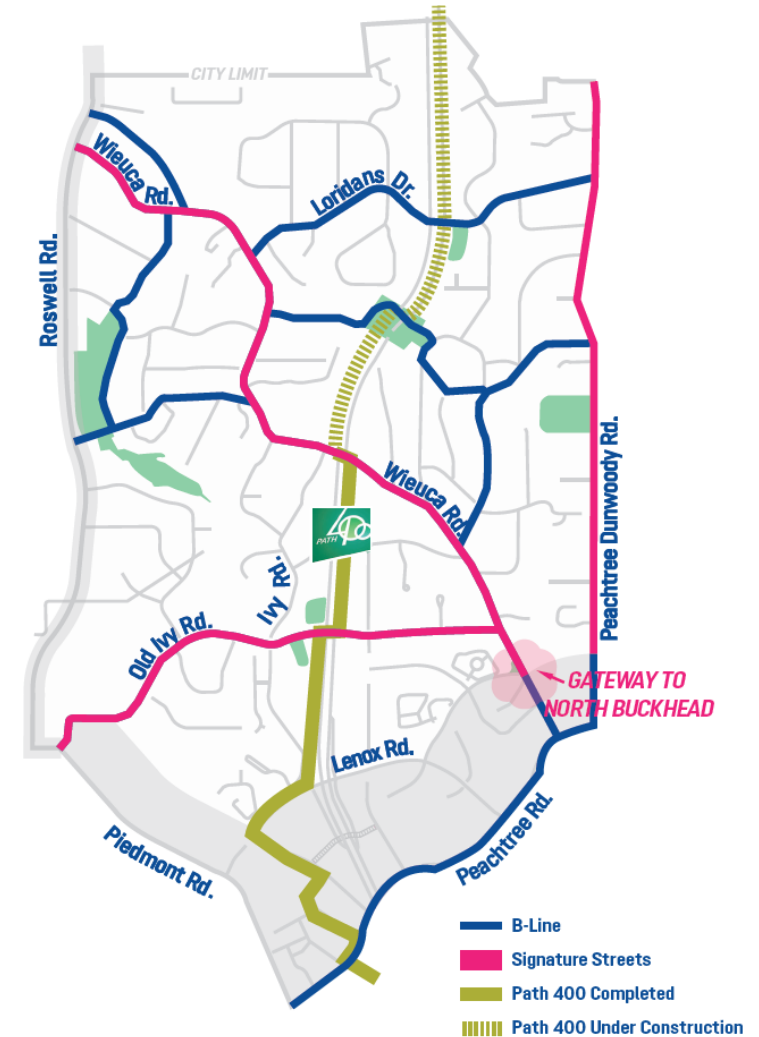 CITY LIMIT
Wieuca Rd.
Loridans Dr.
Roswell Rd.
Peachtree Dunwoody Rd.
Wieuca Rd.
PATH 400
Ivy Rd.
Old Ivy Rd.
GATEWAY TO
NORTH BUCKHEAD
Lenox Rd.
Peachtree Rd.
Piedmont Rd.
B-Line
Signature Streets
Path 400 Completed
Path 400 Under Construction